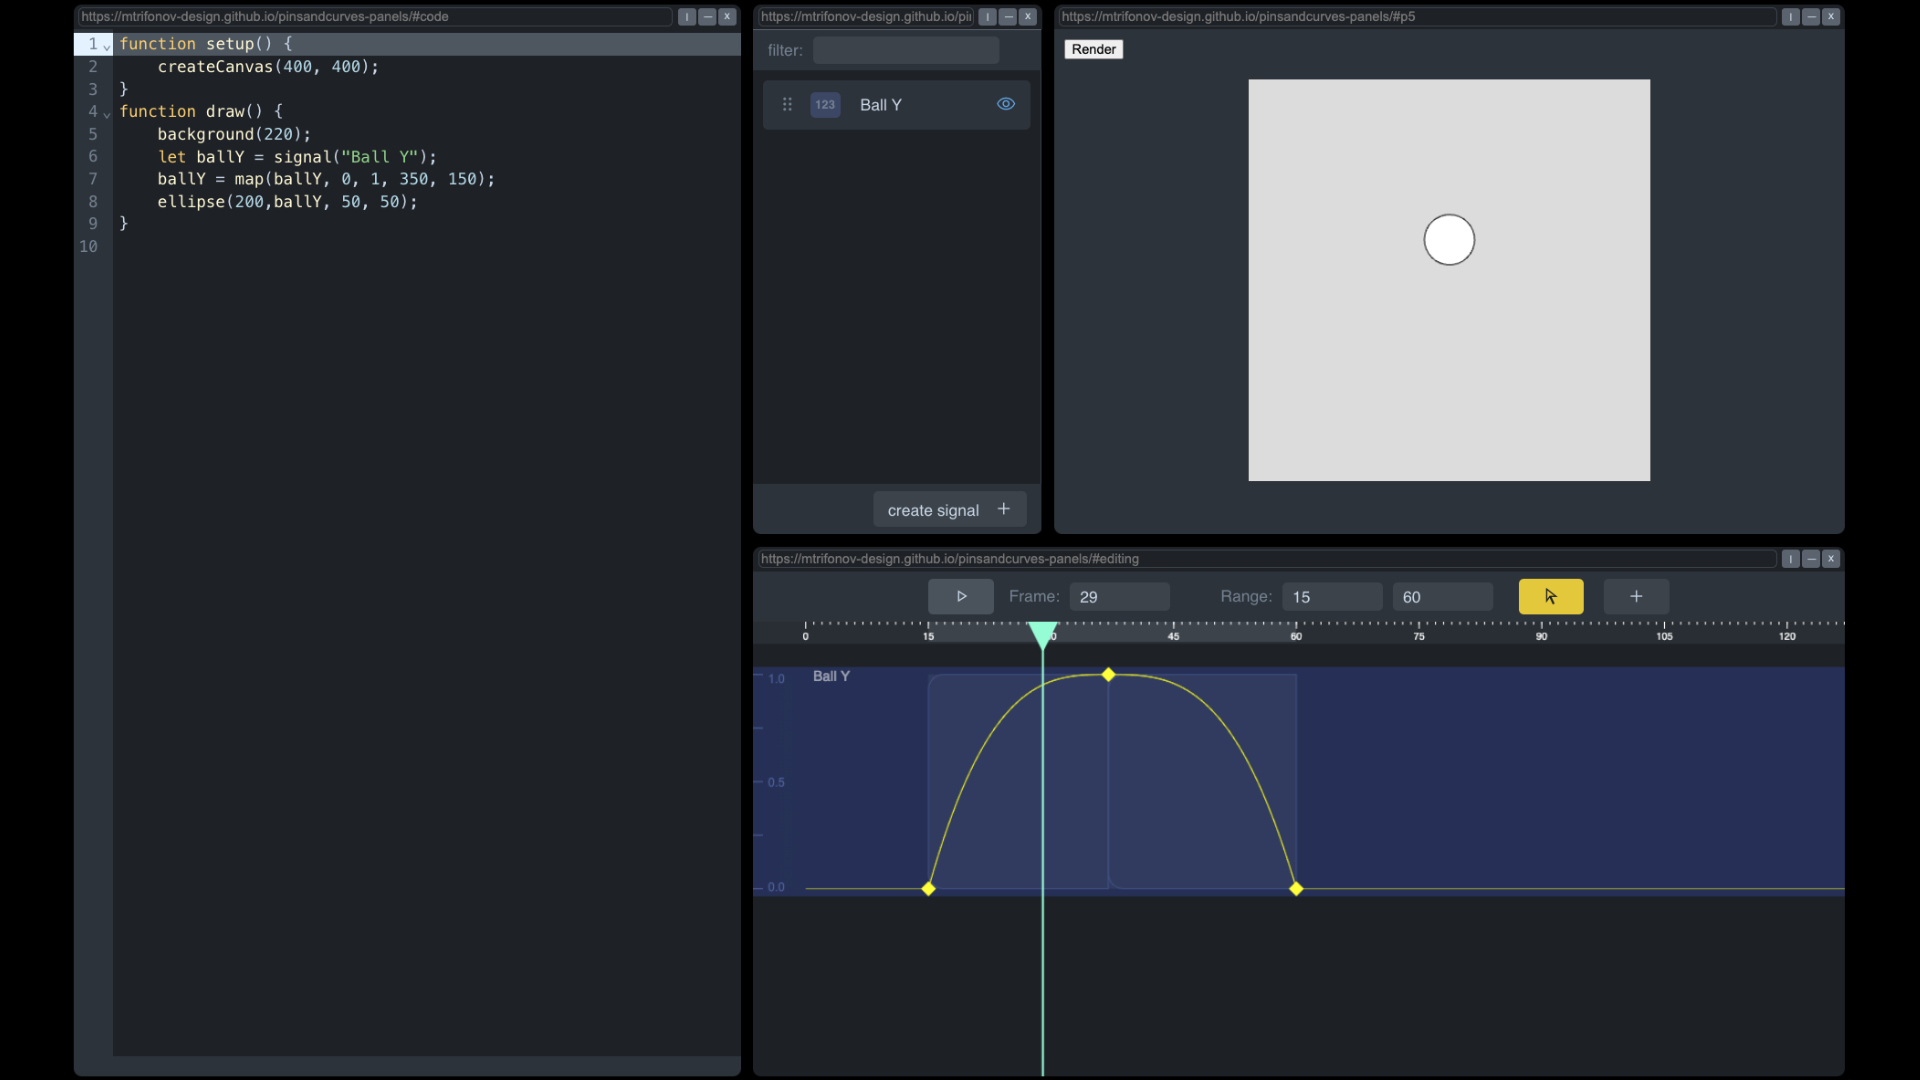 https://mtrifonov-design.github.io/pinsandcurves-panels/#code
1 function setup() {
2 createCanvas(400, 400);
3 }
4 function draw() {
5 background(220);
6 let ballY = signal("Ball Y");
7 ballY = map(ballY, 0, 1, 350, 150);
8 ellipse(200,ballY, 50, 50);
9 }
10
https://mtrifonov-design.github.io/pi
filter:
123 Ball Y
create signal +
https://mtrifonov-design.github.io/pinsandcurves-panels/#p5
Render
https://mtrifonov-design.github.io/pinsandcurves-panels/#editing
Frame: 29 Range: 15 60 +
0 15 45 60 75 90 105 120
Ball Y
1.0
0.5
0.0